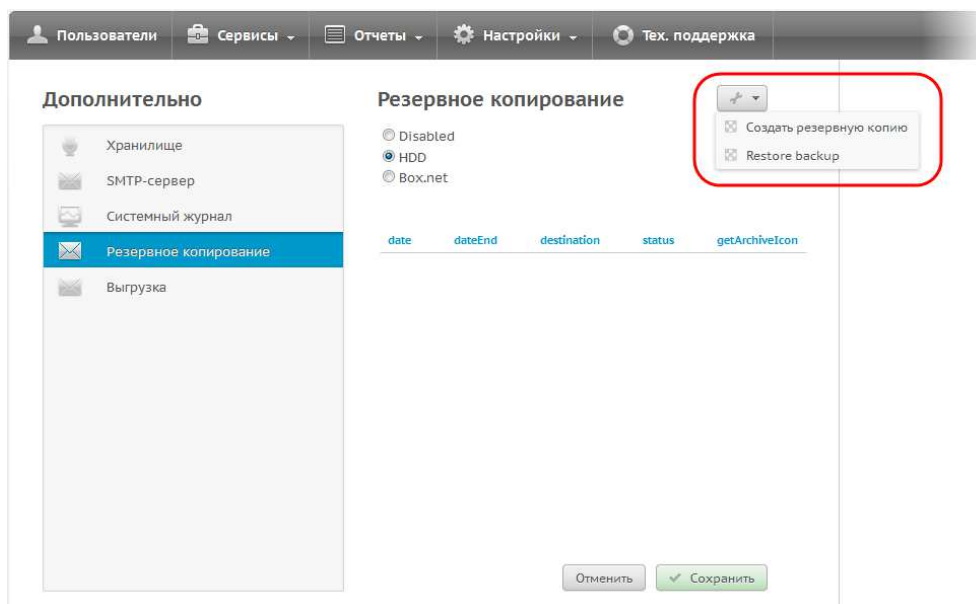 Пользователи Сервисы Отчеты Настройки Тех. поддержка
Дополнительно
Хранилище
SMTP-сервер
Системный журнал
Резервное копирование
Выгрузка
Резервное копирование
Disabled
HDD
Box.net
Создать резервную копию
Restore backup
date dateEnd destination status getArchiveIcon
Отменить Сохранить